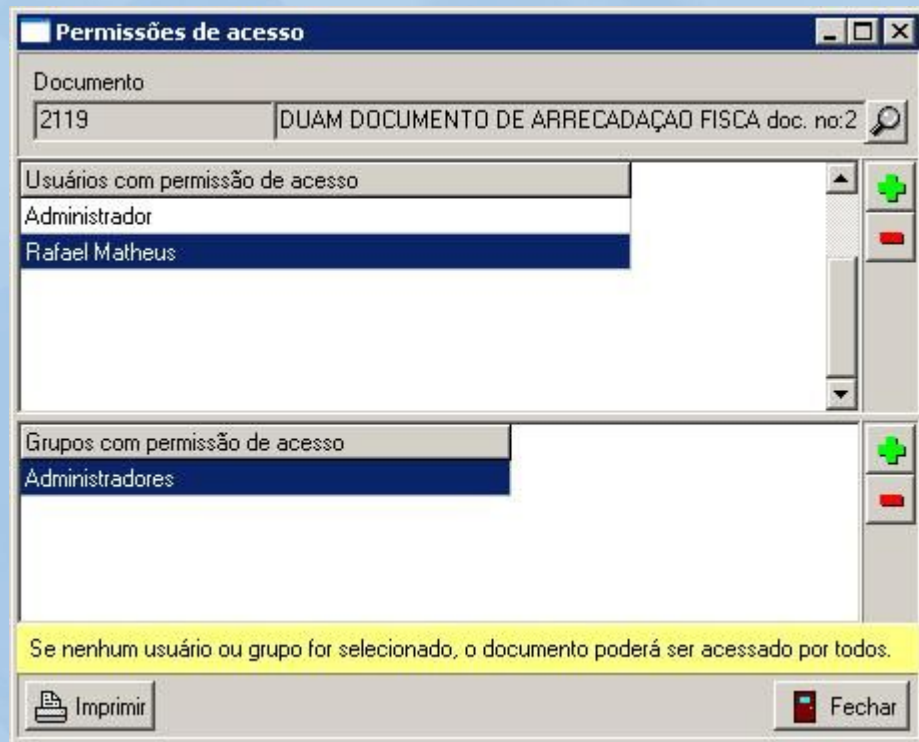 Permissões de acesso
Documento
2119 DUAM DOCUMENTO DE ARRECADAÇAO FISCA doc. no:2
Usuários com permissão de acesso
Administrador
Rafael Matheus
Grupos com permissão de acesso
Administradores
Se nenhum usuário ou grupo for selecionado, o documento poderá ser acessado por todos.
Imprimir Fechar